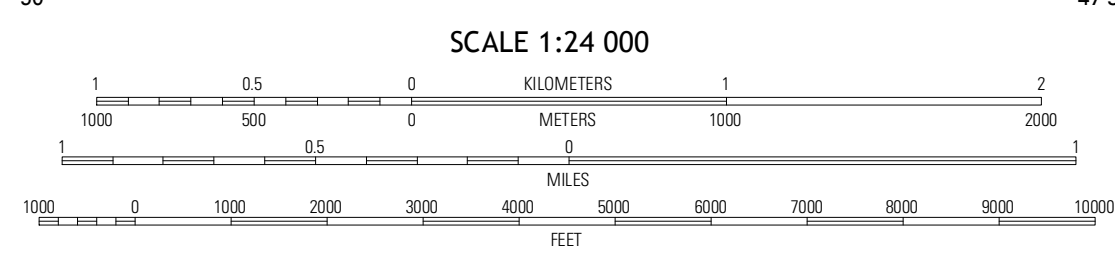 SCALE 1:24 000
1 0.5 0 KILOMETERS 1 2
1000 500 0 METERS 1000 2000
1 0.5 0 1
MILES
1000 0 1000 2000 3000 4000 5000 6000 7000 8000 9000 10000
FEET